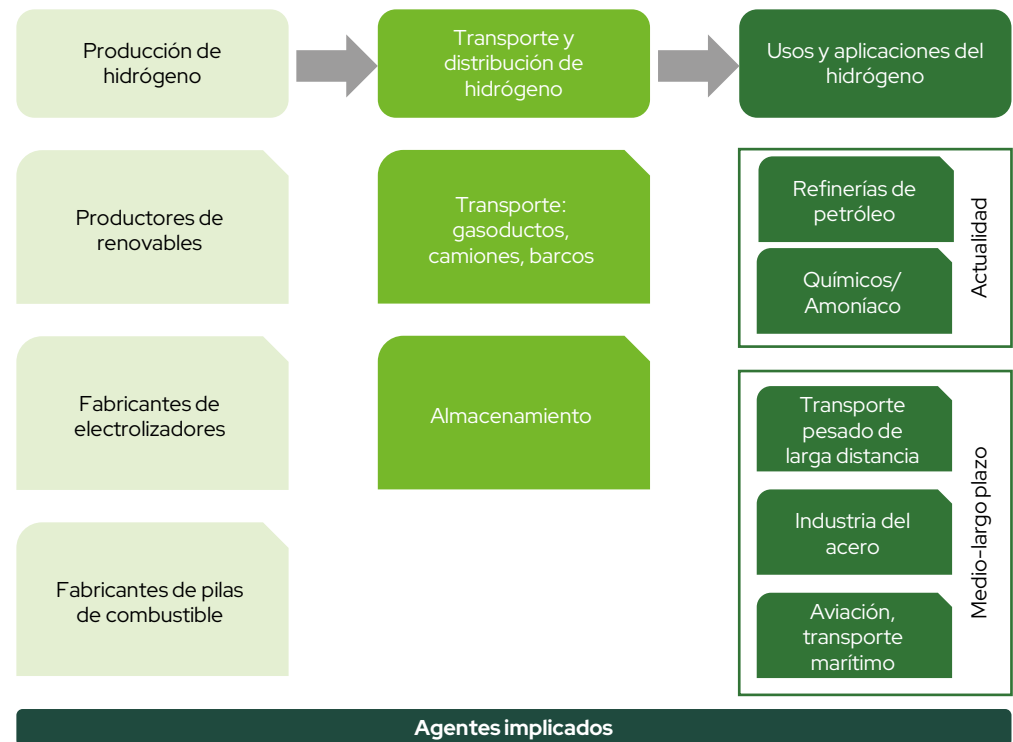 Producción de
hidrógeno
Transporte y
distribución de
hidrógeno
Usos y aplicaciones del
hidrógeno
Productores de
renovables
Fabricantes de
electrolizadores
Fabricantes de pilas
de combustible
Transporte:
gasoductos,
camiones, barcos
Almacenamiento
Refinerías de
petróleo
Químicos/
Amoníaco
Actualidad
Transporte
pesado de
larga distancia
Industria del
acero
Aviación,
transporte
marítimo
Medio-largo plazo
Agentes implicados